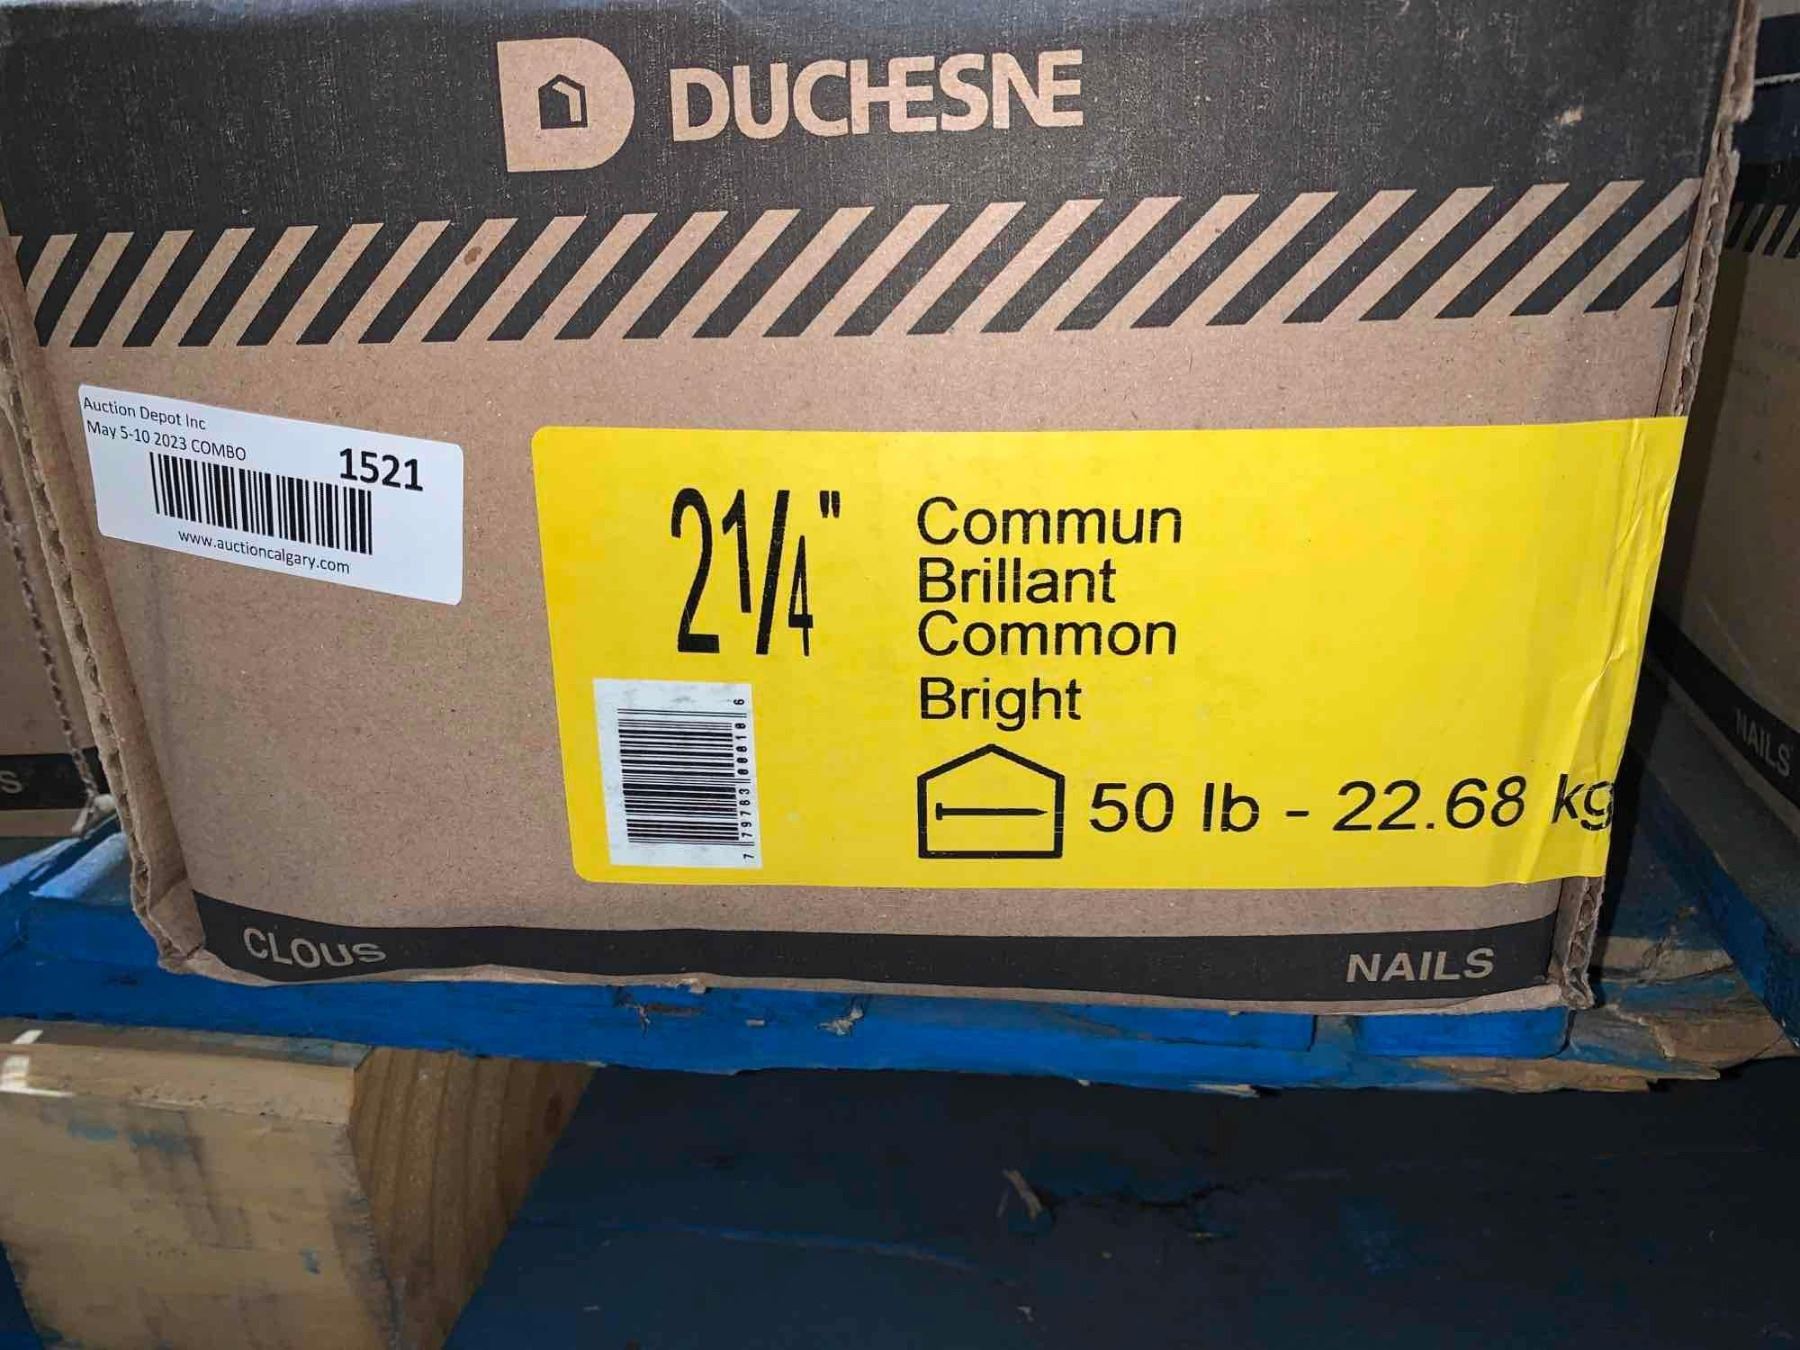 DUCHESNE
Auction Depot Inc
May 5-10 2023 COMBO
1521
www.auctioncalgary.com
2 1/4"
Commun
Brillant
Common
Bright
50 lb - 22.68 kg
CLOUS
NAILS
NAILS
S